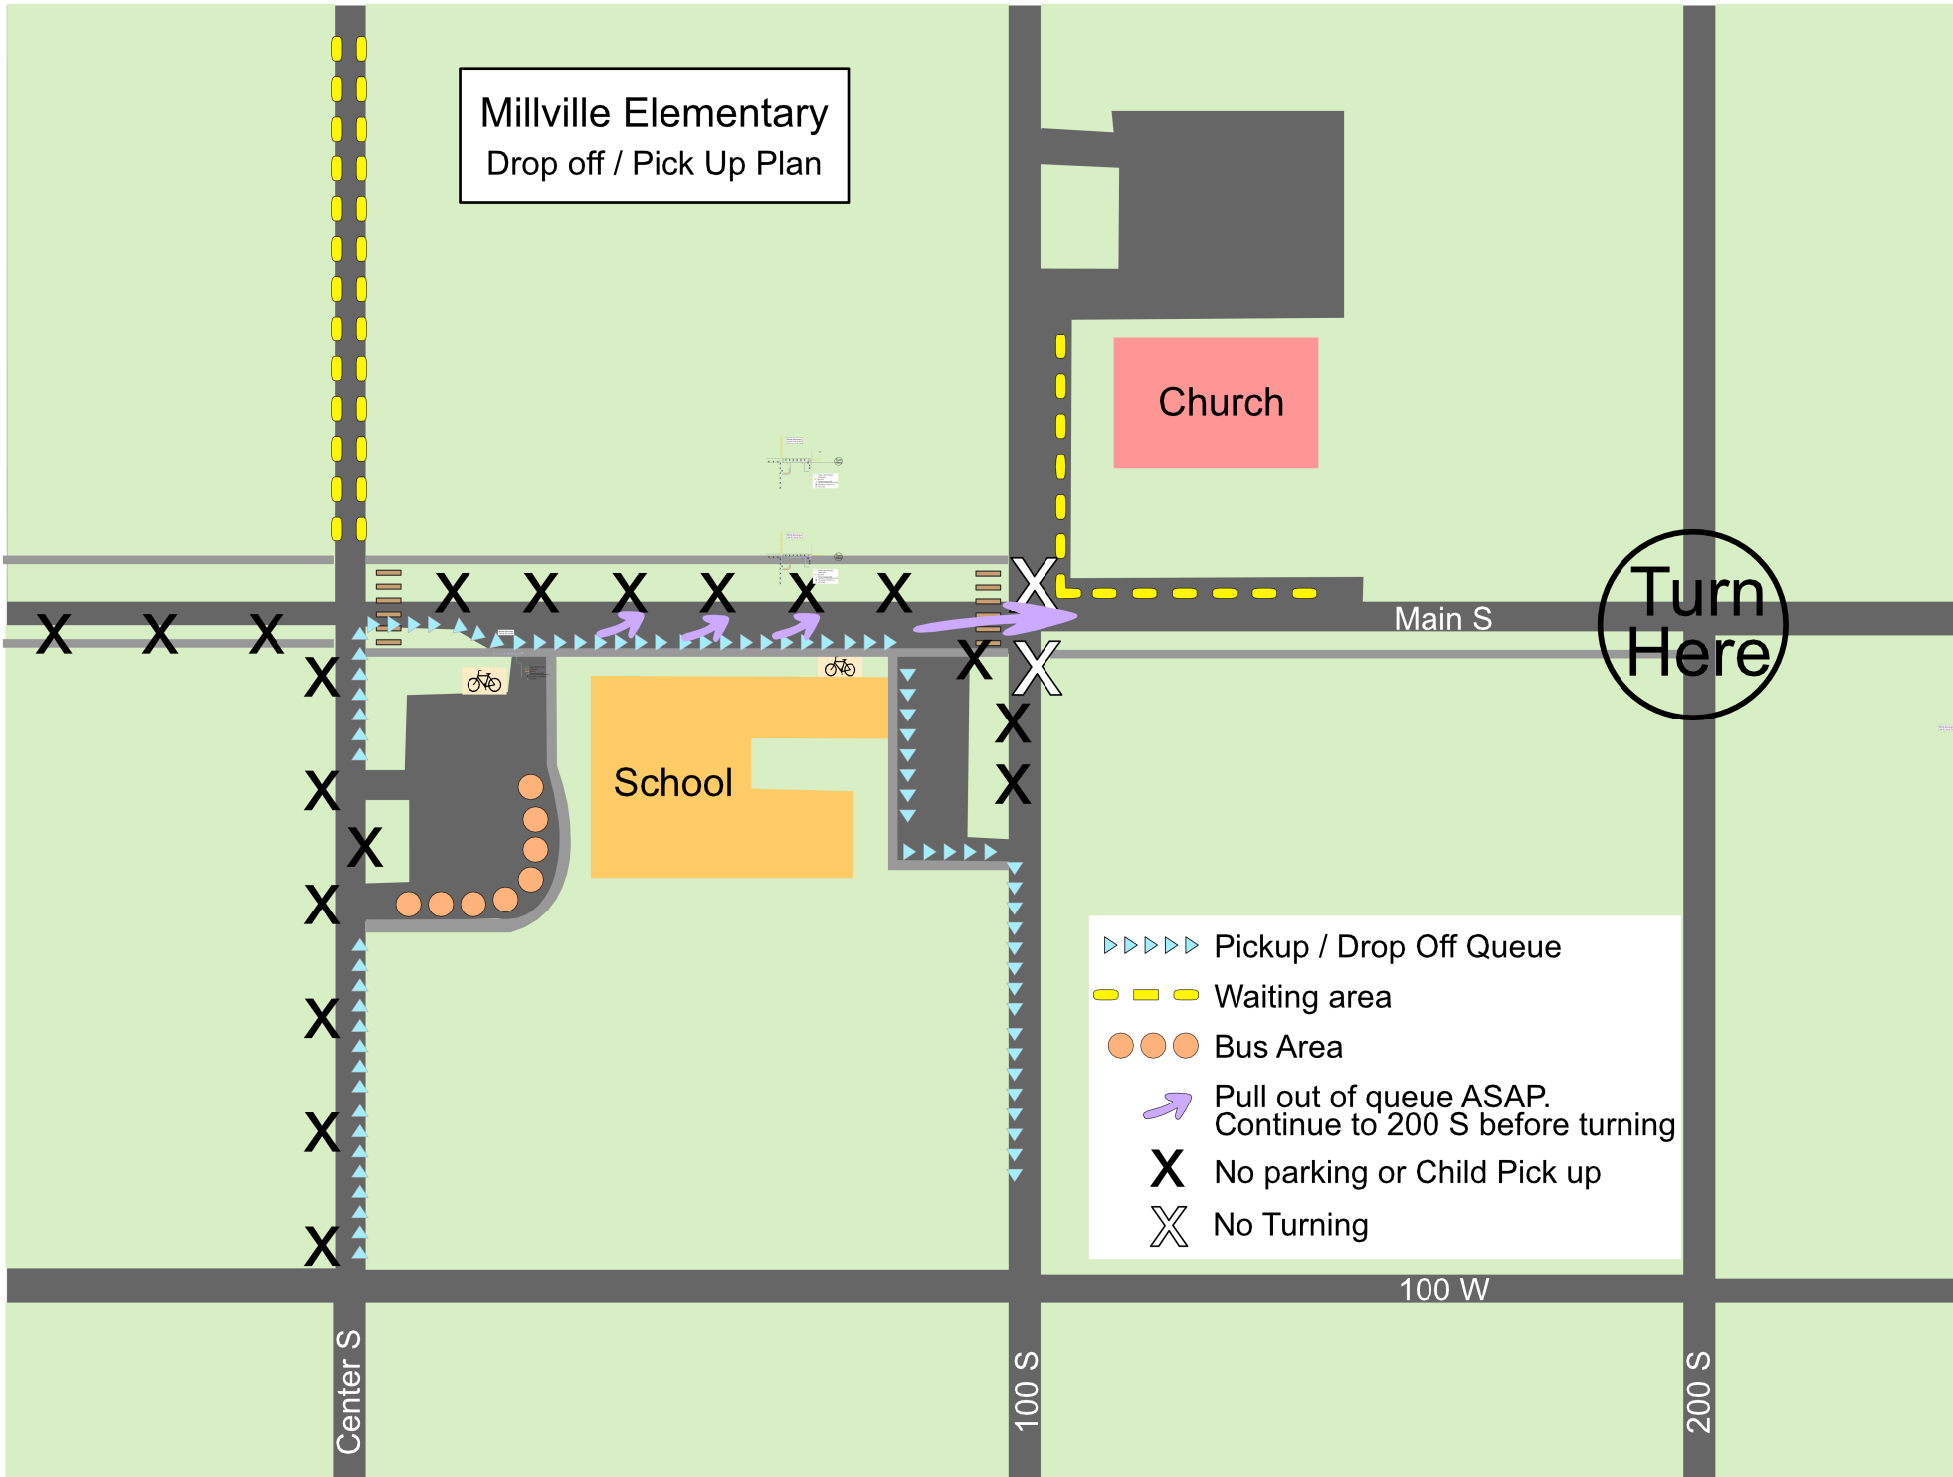 Millville Elementary
Drop off / Pick Up Plan
Church
Main S
Turn
Here
School
Pickup / Drop Off Queue
Waiting area
Bus Area
Pull out of queue ASAP.
Continue to 200 S before turning
X No parking or Child Pick up
X No Turning
100 W
Center S
100 S
200 S